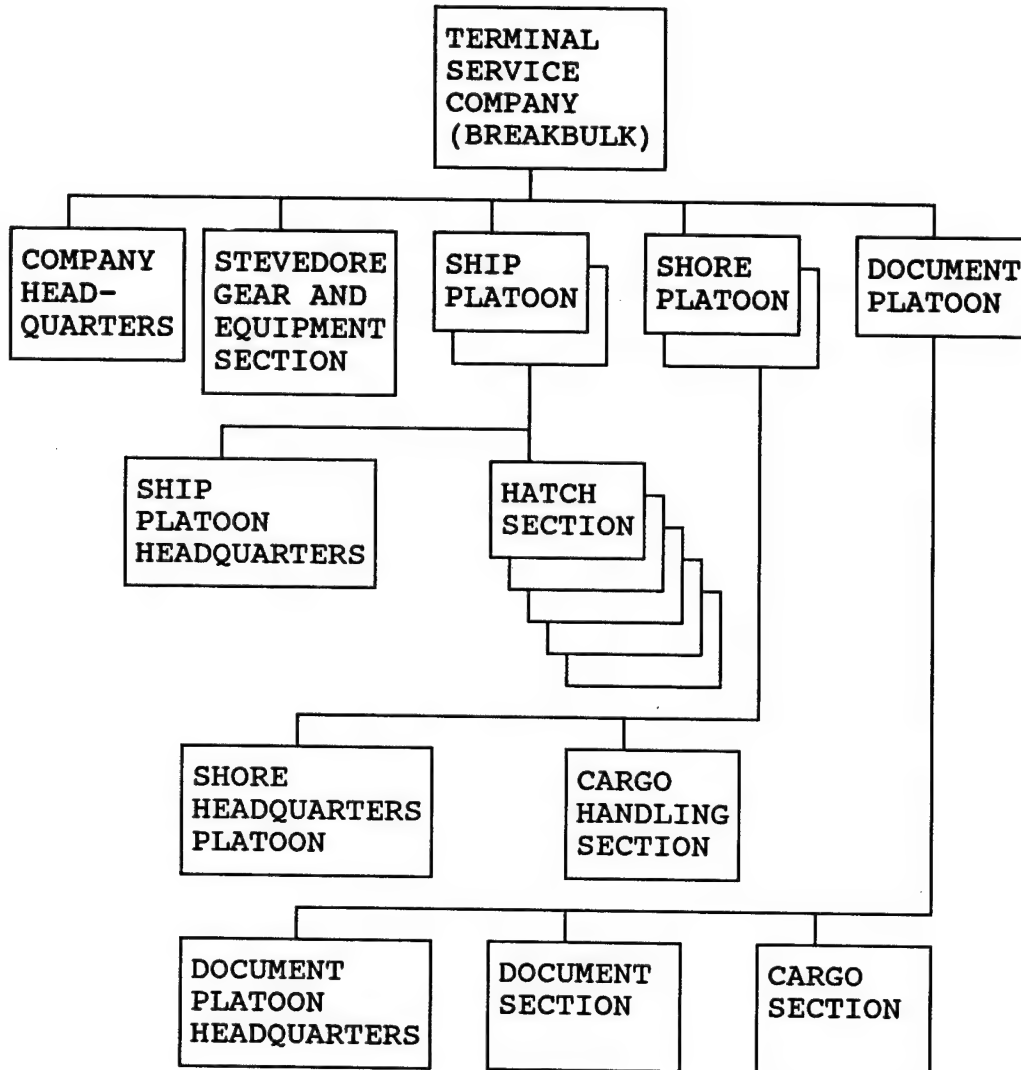 TERMINAL
SERVICE
COMPANY
(BREAKBULK)
COMPANY
HEAD-
QUARTERS
STEVEDORE
GEAR AND
EQUIPMENT
SECTION
SHIP
PLATOON
SHORE
PLATOON
DOCUMENT
PLATOON
SHIP
PLATOON
HEADQUARTERS
HATCH
SECTION
SHORE
HEADQUARTERS
PLATOON
CARGO
HANDLING
SECTION
DOCUMENT
PLATOON
HEADQUARTERS
DOCUMENT
SECTION
CARGO
SECTION